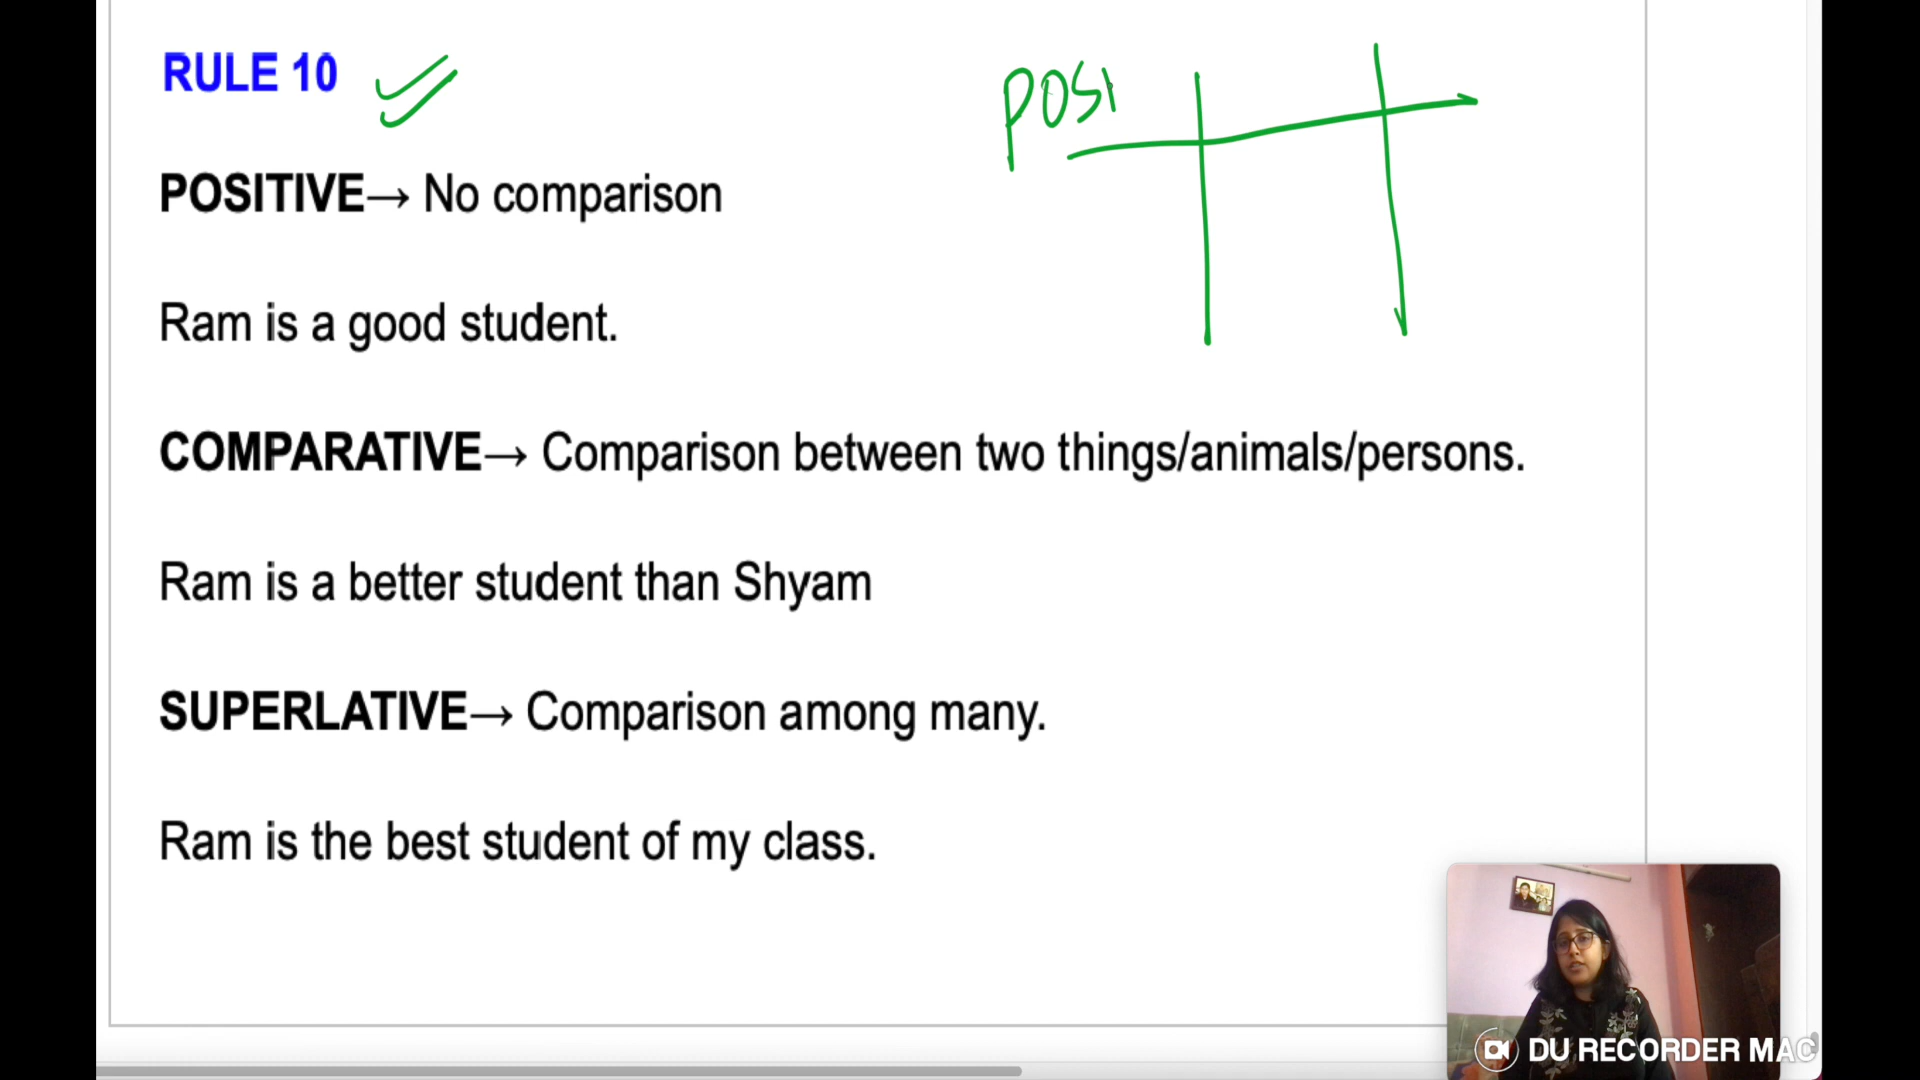 RULE 10
POSI
POSITIVE→ No comparison
Ram is a good student.
COMPARATIVE→ Comparison between two things/animals/persons.
Ram is a better student than Shyam
SUPERLATIVE→ Comparison among many.
Ram is the best student of my class.
DU RECORDER MAC